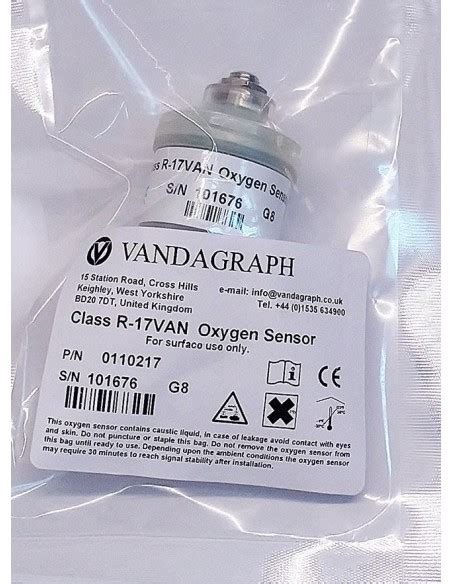 Class R-17VAN Oxygen Sensor
S/N 101676 G8
VANDAGRAPH
15 Station Road, Cross Hills
Keighley, West Yorkshire
BD20 7DT, United Kingdom
e-mail: info@vandagraph.co.uk
Tel. +44 (0)1535 634900
Class R-17VAN Oxygen Sensor
For surface use only.
P/N 0110217
S/N 101676 G8
CE
This oxygen sensor contains caustic liquid, in case of leakage avoid contact with eyes
and skin. Do not puncture or staple this bag. Do not remove the oxygen sensor from
this bag until ready to use. Depending upon the ambient conditions the oxygen sensor
may require 30 minutes to reach signal stability after installation.